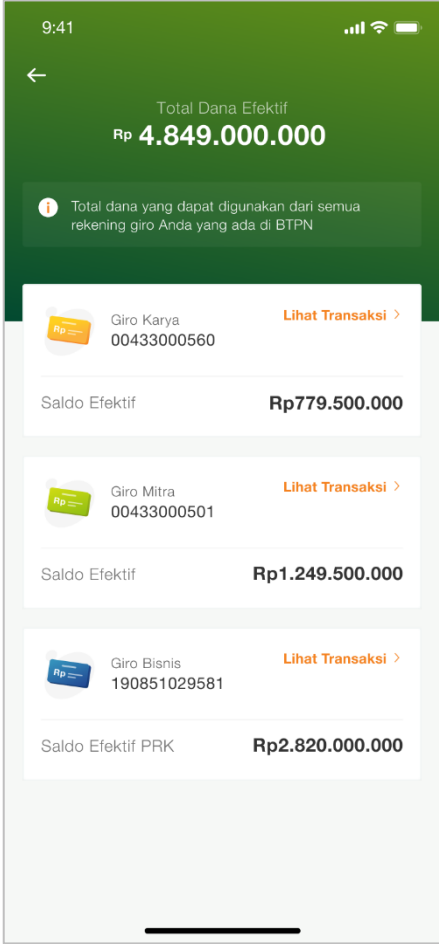 9:41
Total Dana Efektif
Rp 4.849.000.000
i
Total dana yang dapat digunakan dari semua
rekening giro Anda yang ada di BTPN
Rp
Giro Karya
00433000560
Lihat Transaksi >
Saldo Efektif
Rp779.500.000
Rp
Giro Mitra
00433000501
Lihat Transaksi >
Saldo Efektif
Rp1.249.500.000
Rp
Giro Bisnis
190851029581
Lihat Transaksi >
Saldo Efektif PRK
Rp2.820.000.000